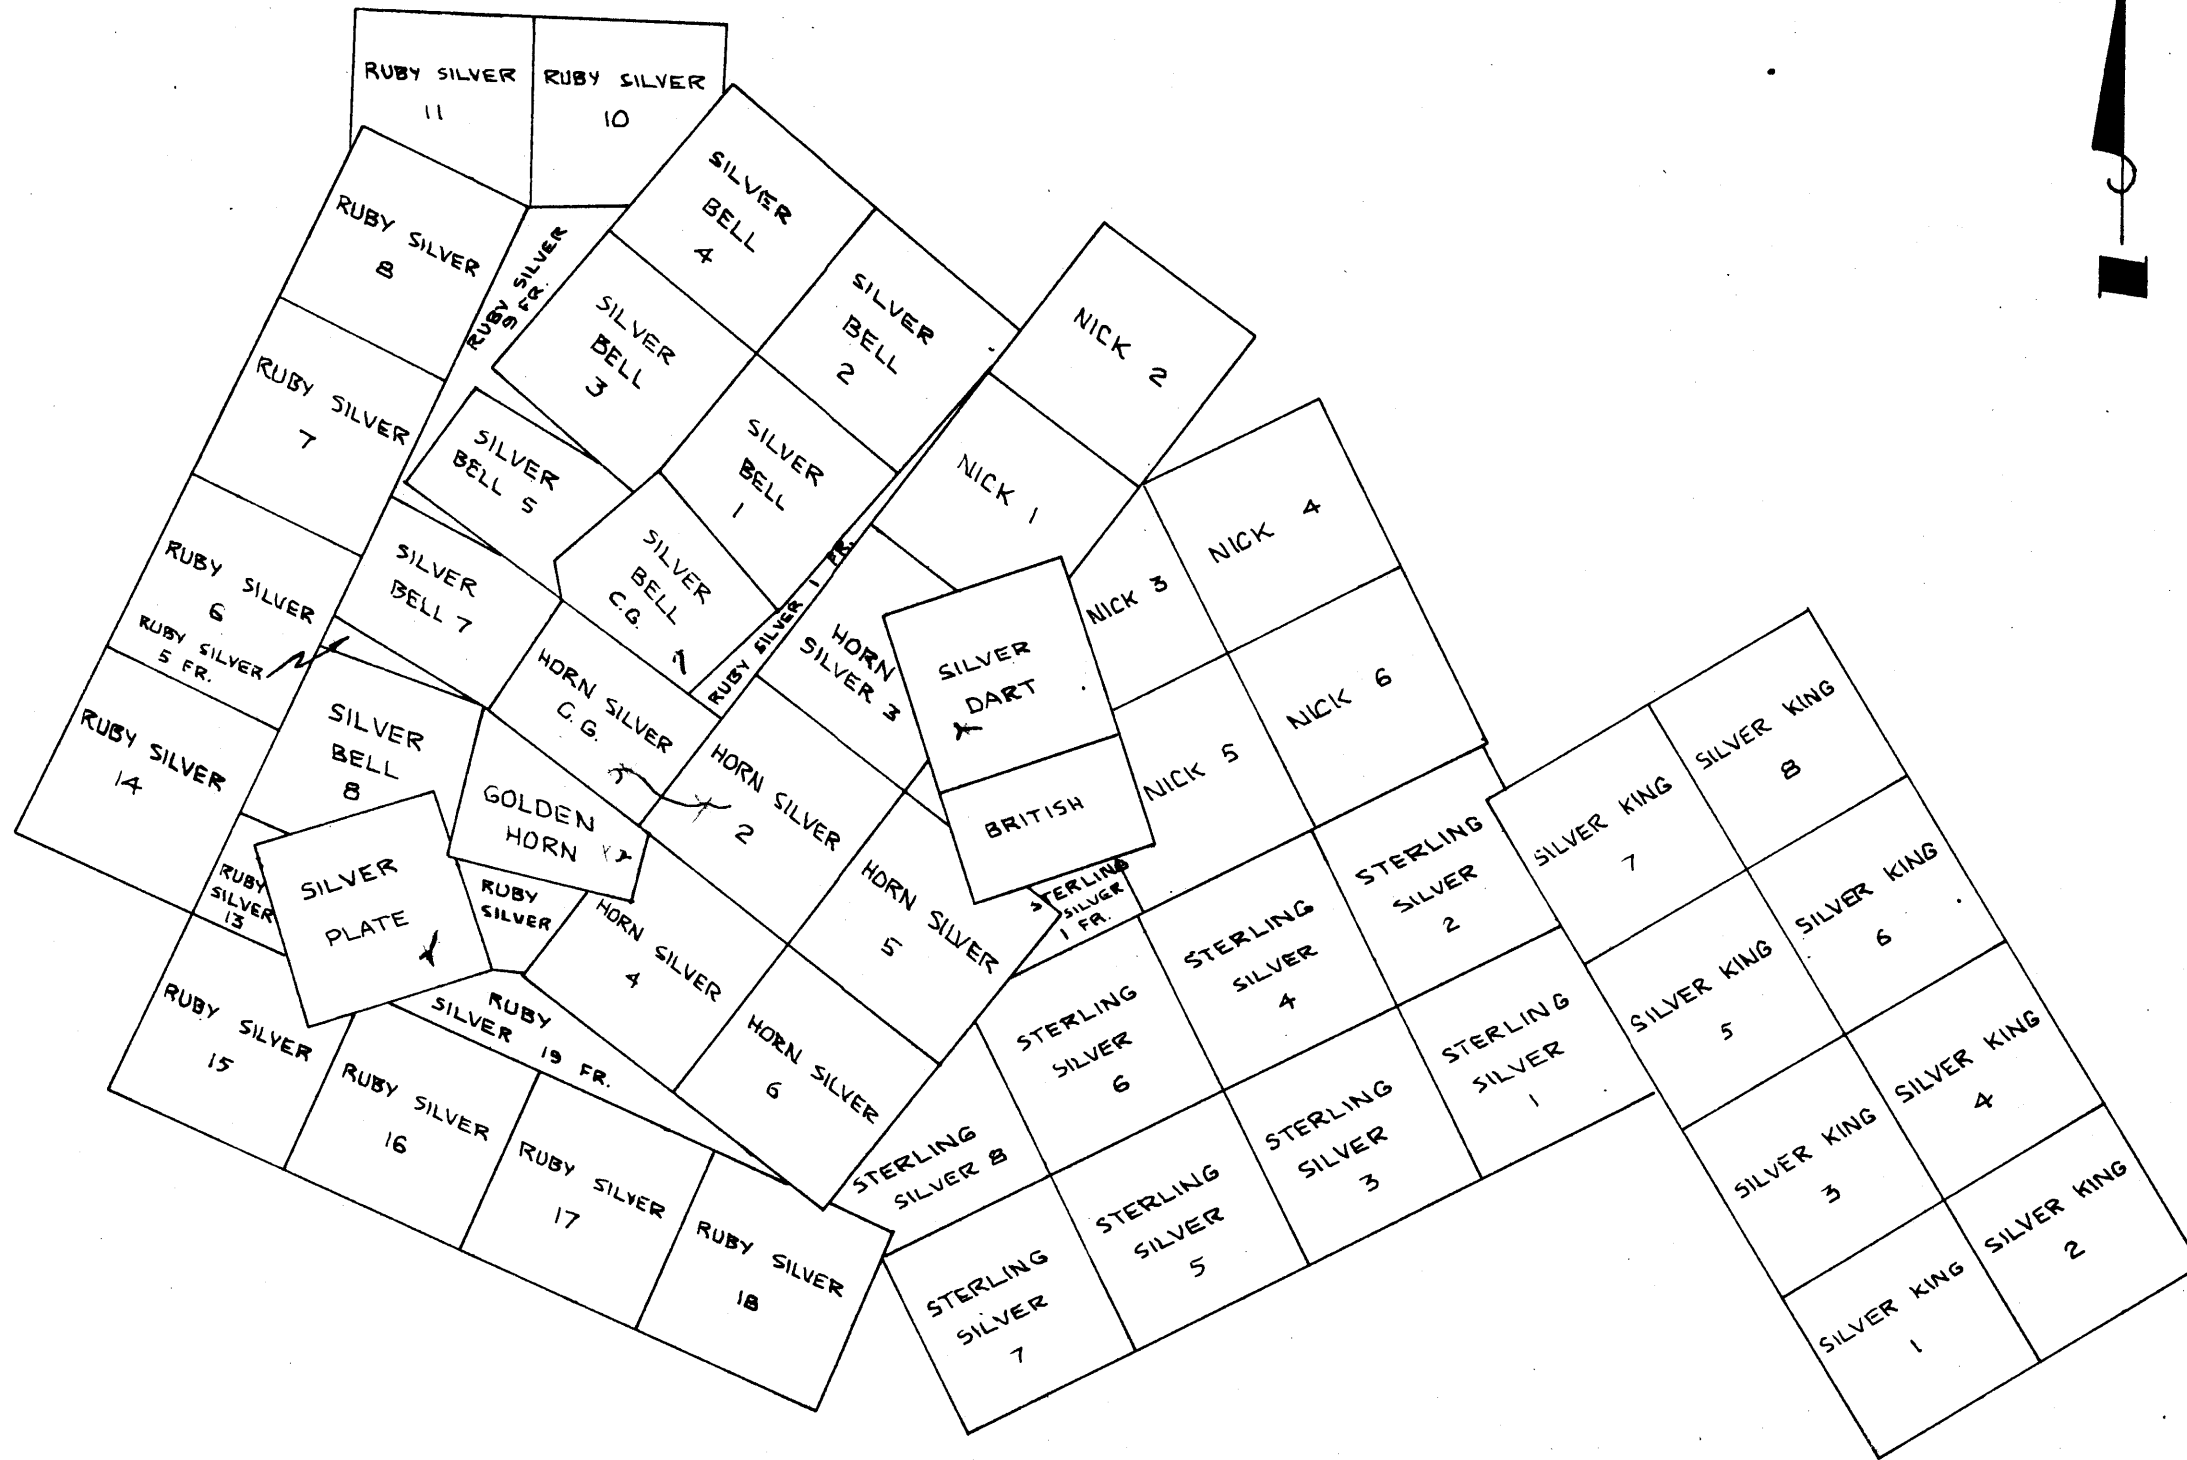 RUBY SILVER
11
RUBY SILVER
10
SILVER
BELL
4
RUBY SILVER
8
RUBY SILVER
9 FR.
SILVER
BELL
3
SILVER
BELL
2
NICK 2
RUBY SILVER
7
SILVER
BELL 5
SILVER
BELL
1
NICK 1
NICK 4
RUBY SILVER
6
RUBY SILVER
5 FR.
SILVER
BELL 7
SILVER
BELL
C.G.
RUBY SILVER 1 FR.
HORN
SILVER 3
SILVER
DART
NICK 3
NICK 6
NICK 5
BRITISH
RUBY SILVER
14
SILVER
BELL
8
HORN SILVER
C.G.
GOLDEN
HORN
HORN SILVER
2
SILVER KING
8
SILVER KING
7
RUBY
SILVER
13
SILVER
PLATE
RUBY
SILVER
HORN SILVER
4
HORN SILVER
5
STERLING
SILVER
1 FR.
STERLING
SILVER
2
STERLING
SILVER
4
SILVER KING
6
SILVER KING
5
RUBY SILVER
15
RUBY
SILVER 19 FR.
RUBY SILVER
16
HORN SILVER
6
STERLING
SILVER
6
STERLING
SILVER
1
STERLING
SILVER
3
SILVER KING
4
SILVER KING
3
RUBY SILVER
17
RUBY SILVER
18
STERLING
SILVER 8
STERLING
SILVER
5
STERLING
SILVER
7
SILVER KING
2
SILVER KING
1